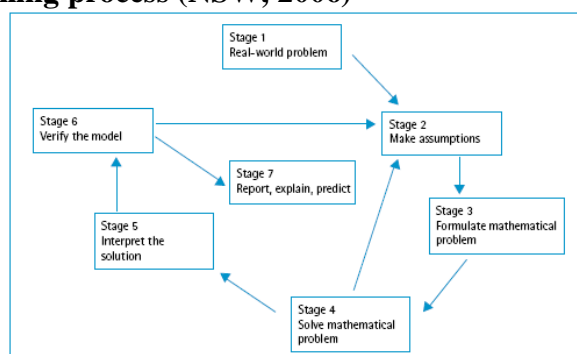 ning process (NSW, 2006)
Stage 1
Real-world problem
Stage 6
Verify the model
Stage 2
Make assumptions
Stage 7
Report, explain, predict
Stage 5
Interpret the
solution
Stage 3
Formulate mathematical
problem
Stage 4
Solve mathematical
problem